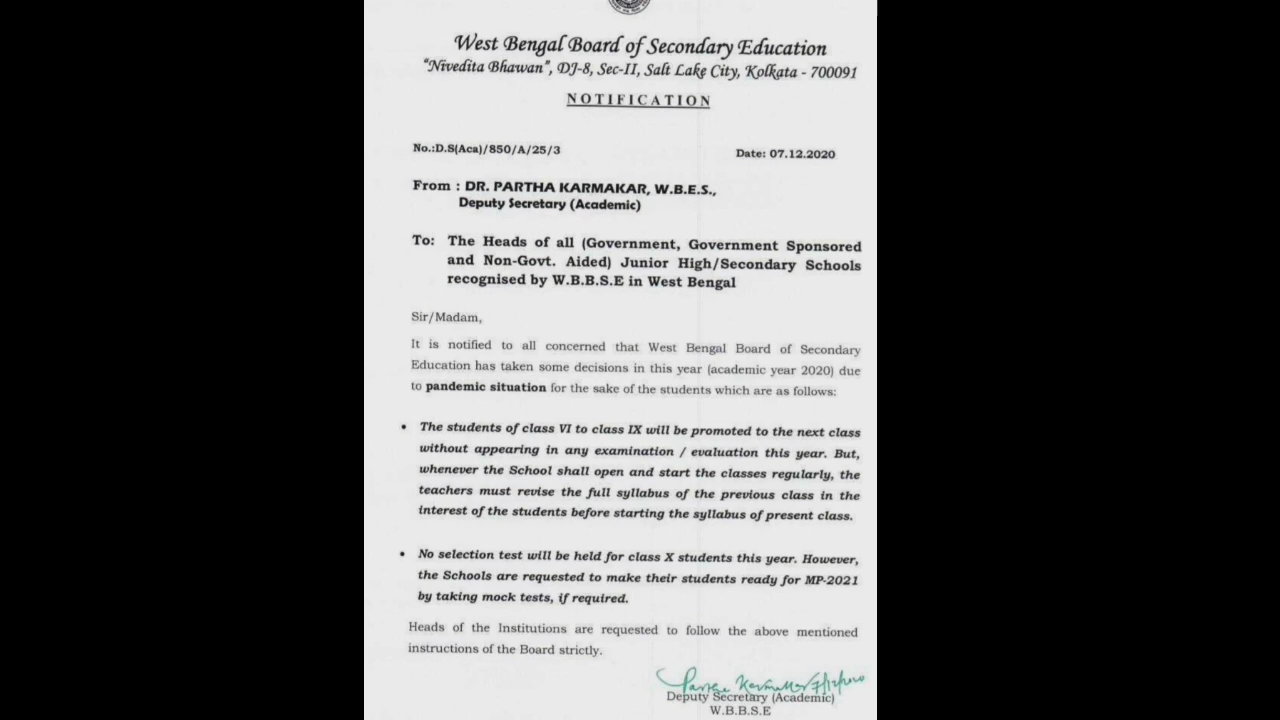 West Bengal Board of Secondary Education
"Nivedita Bhawan", DJ-8, Sec-II, Salt Lake City, Kolkata - 700091
NOTIFICATION
No.:D.S(Aca)/850/A/25/3
Date: 07.12.2020
From : DR. PARTHA KARMAKAR, W.B.E.S.,
Deputy Secretary (Academic)
To: The Heads of all (Government, Government Sponsored
and Non-Govt. Aided) Junior High/Secondary Schools
recognised by W.B.B.S.E in West Bengal
Sir/Madam,
It is notified to all concerned that West Bengal Board of Secondary
Education has taken some decisions in this year (academic year 2020) due
to pandemic situation for the sake of the students which are as follows:
• The students of class VI to class IX will be promoted to the next class
without appearing in any examination / evaluation this year. But,
whenever the School shall open and start the classes regularly, the
teachers must revise the full syllabus of the previous class in the
interest of the students before starting the syllabus of present class.
• No selection test will be held for class X students this year. However,
the Schools are requested to make their students ready for MP-2021
by taking mock tests, if required.
Heads of the Institutions are requested to follow the above mentioned
instructions of the Board strictly.
Partha Karmakar
Deputy Secretary (Academic)
W.B.B.S.E